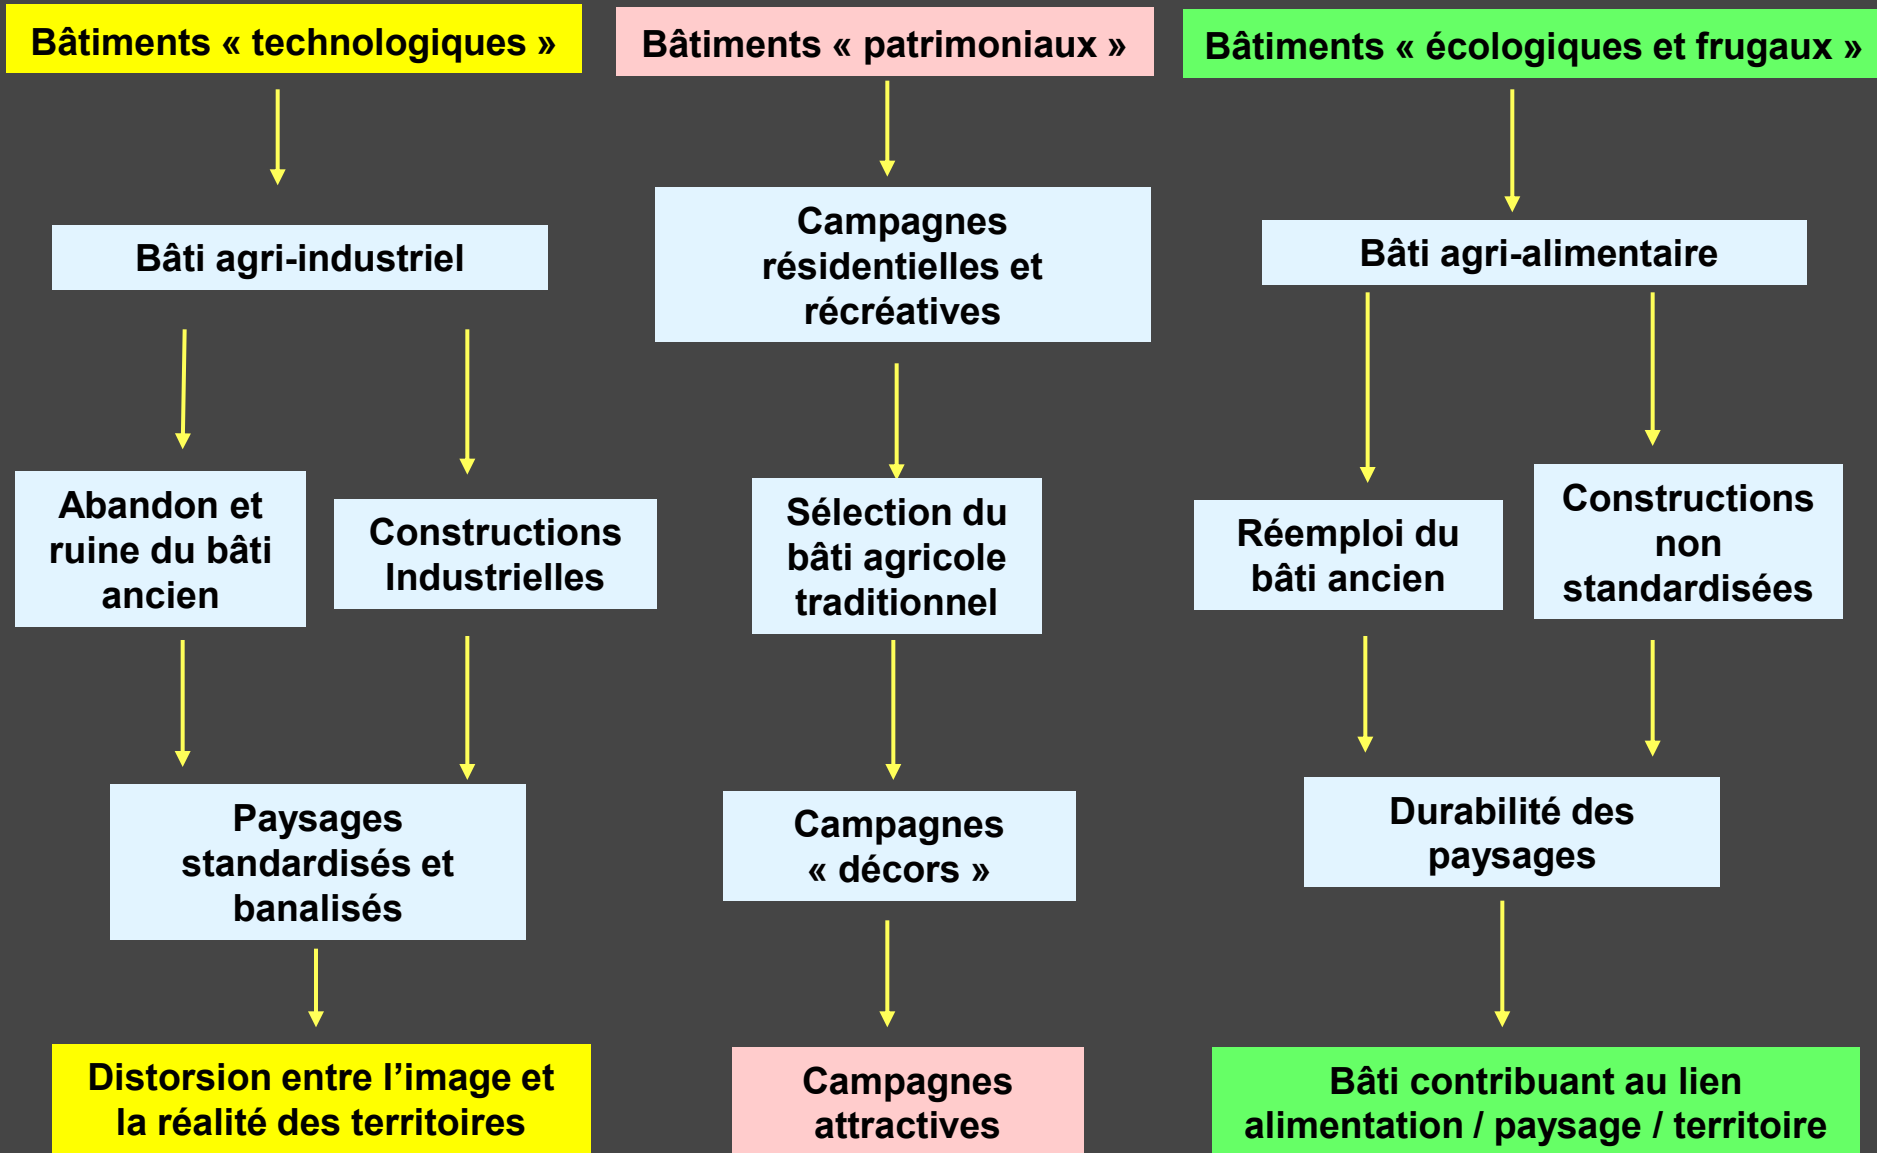 Bâtiments « technologiques »
Bâtiments « patrimoniaux »
Bâtiments « écologiques et frugaux »
Bâti agri-industriel
Campagnes
résidentielles et
récréatives
Bâti agri-alimentaire
Abandon et
ruine du bâti
ancien
Constructions
Industrielles
Sélection du
bâti agricole
traditionnel
Réemploi du
bâti ancien
Constructions
non
standardisées
Paysages
standardisés et
banalisés
Campagnes
« décors »
Durabilité des
paysages
Distorsion entre l’image et
la réalité des territoires
Campagnes
attractives
Bâti contribuant au lien
alimentation / paysage / territoire